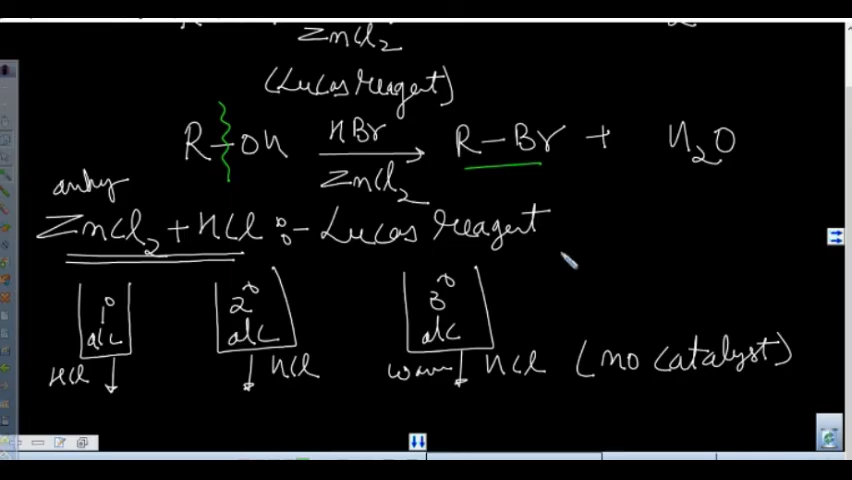 ZnCl2
(Lucas reagent)
R-OH HBr R-Br + H2O
ZnCl2
anhy
ZnCl2 + HCl :- Lucas reagent
1° 2° 3°
alc alc alc
HCl HCl warm HCl (no catalyst)